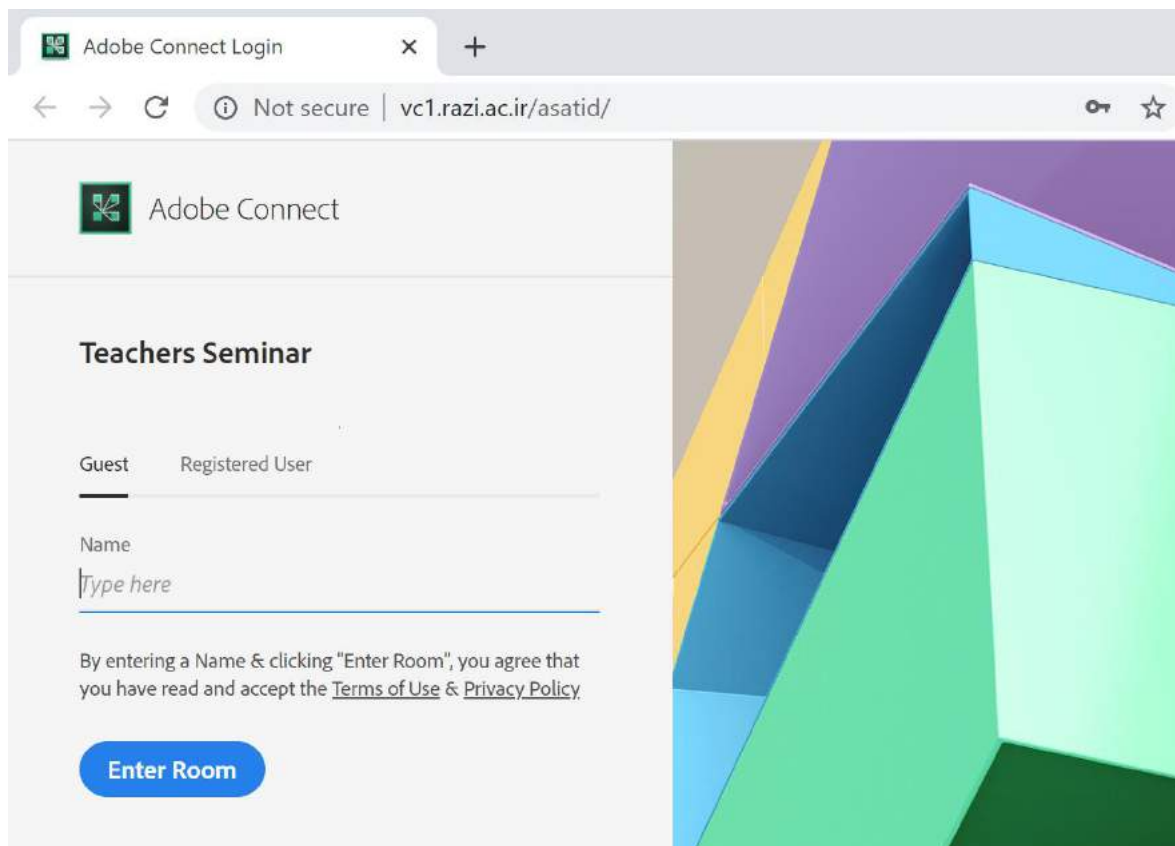 Adobe Connect Login
Not secure | vc1.razi.ac.ir/asatid/
Adobe Connect
Teachers Seminar
Guest Registered User
Name
Type here
By entering a Name & clicking "Enter Room", you agree that
you have read and accept the Terms of Use & Privacy Policy
Enter Room